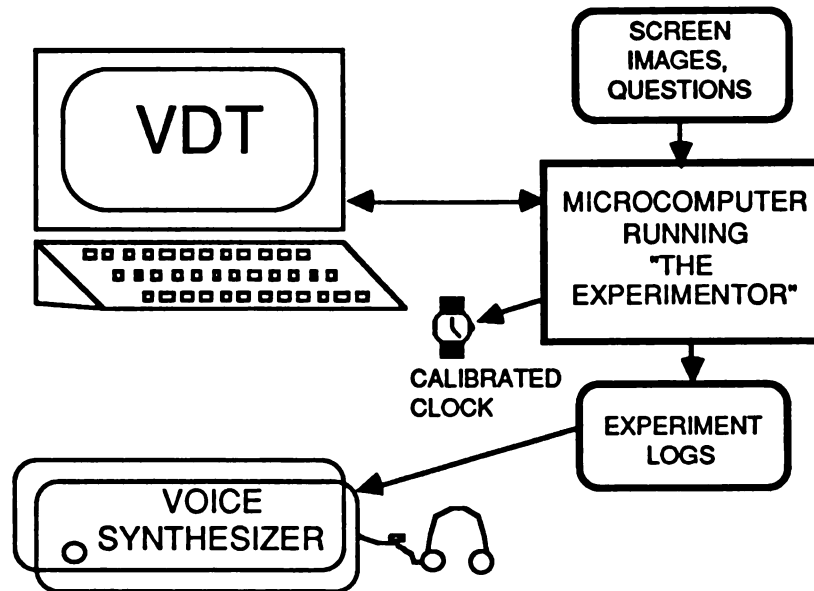 SCREEN
IMAGES,
QUESTIONS
VDT
MICROCOMPUTER
RUNNING
"THE
EXPERIMENTOR"
CALIBRATED
CLOCK
EXPERIMENT
LOGS
VOICE
SYNTHESIZER